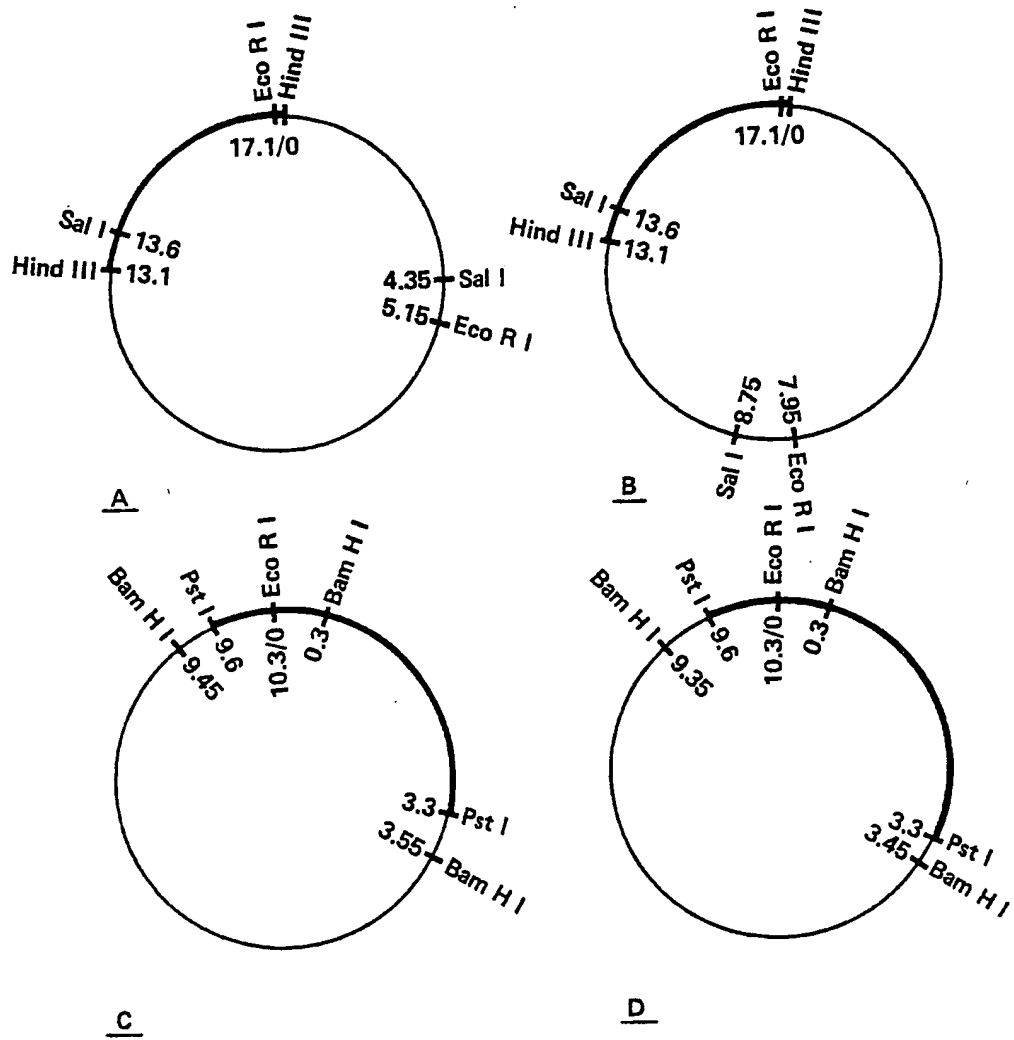 Eco R I
Hind III
17.1/0
Sal I
13.6
Hind III
13.1
4.35
Sal I
5.15
Eco R I
A
Eco R I
Hind III
17.1/0
Sal I
13.6
Hind III
13.1
8.75
Sal I
7.95
Eco R I
B
Bam H I
9.45
Pst I
9.6
Eco R I
10.3/0
Bam H I
0.3
3.3
Pst I
3.55
Bam H I
C
Bam H I
9.35
Pst I
9.6
Eco R I
10.3/0
Bam H I
0.3
3.3
Pst I
3.45
Bam H I
D